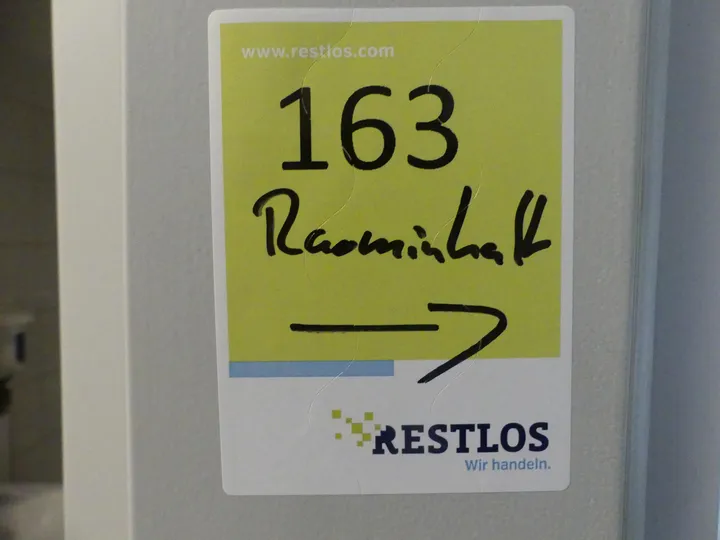 www.restlos.com
163
Rauminhalt
RESTLOS
Wir handeln.